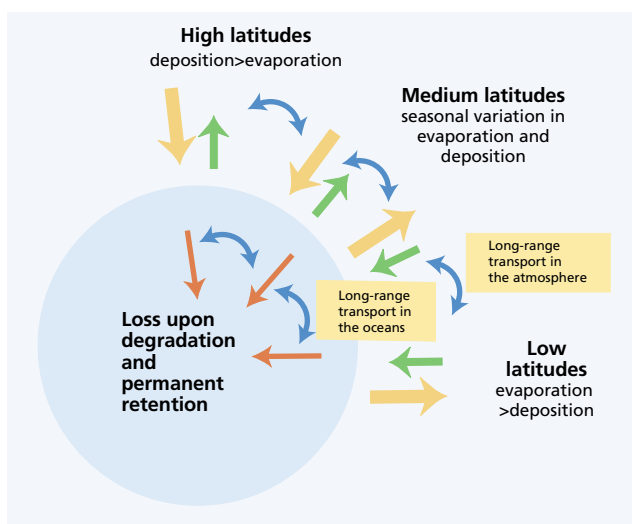 High latitudes
deposition>evaporation
Medium latitudes
seasonal variation in
evaporation and
deposition
Long-range
transport in
the atmosphere
Long-range
transport in
the oceans
Loss upon
degradation
and
permanent
retention
Low
latitudes
evaporation
>deposition